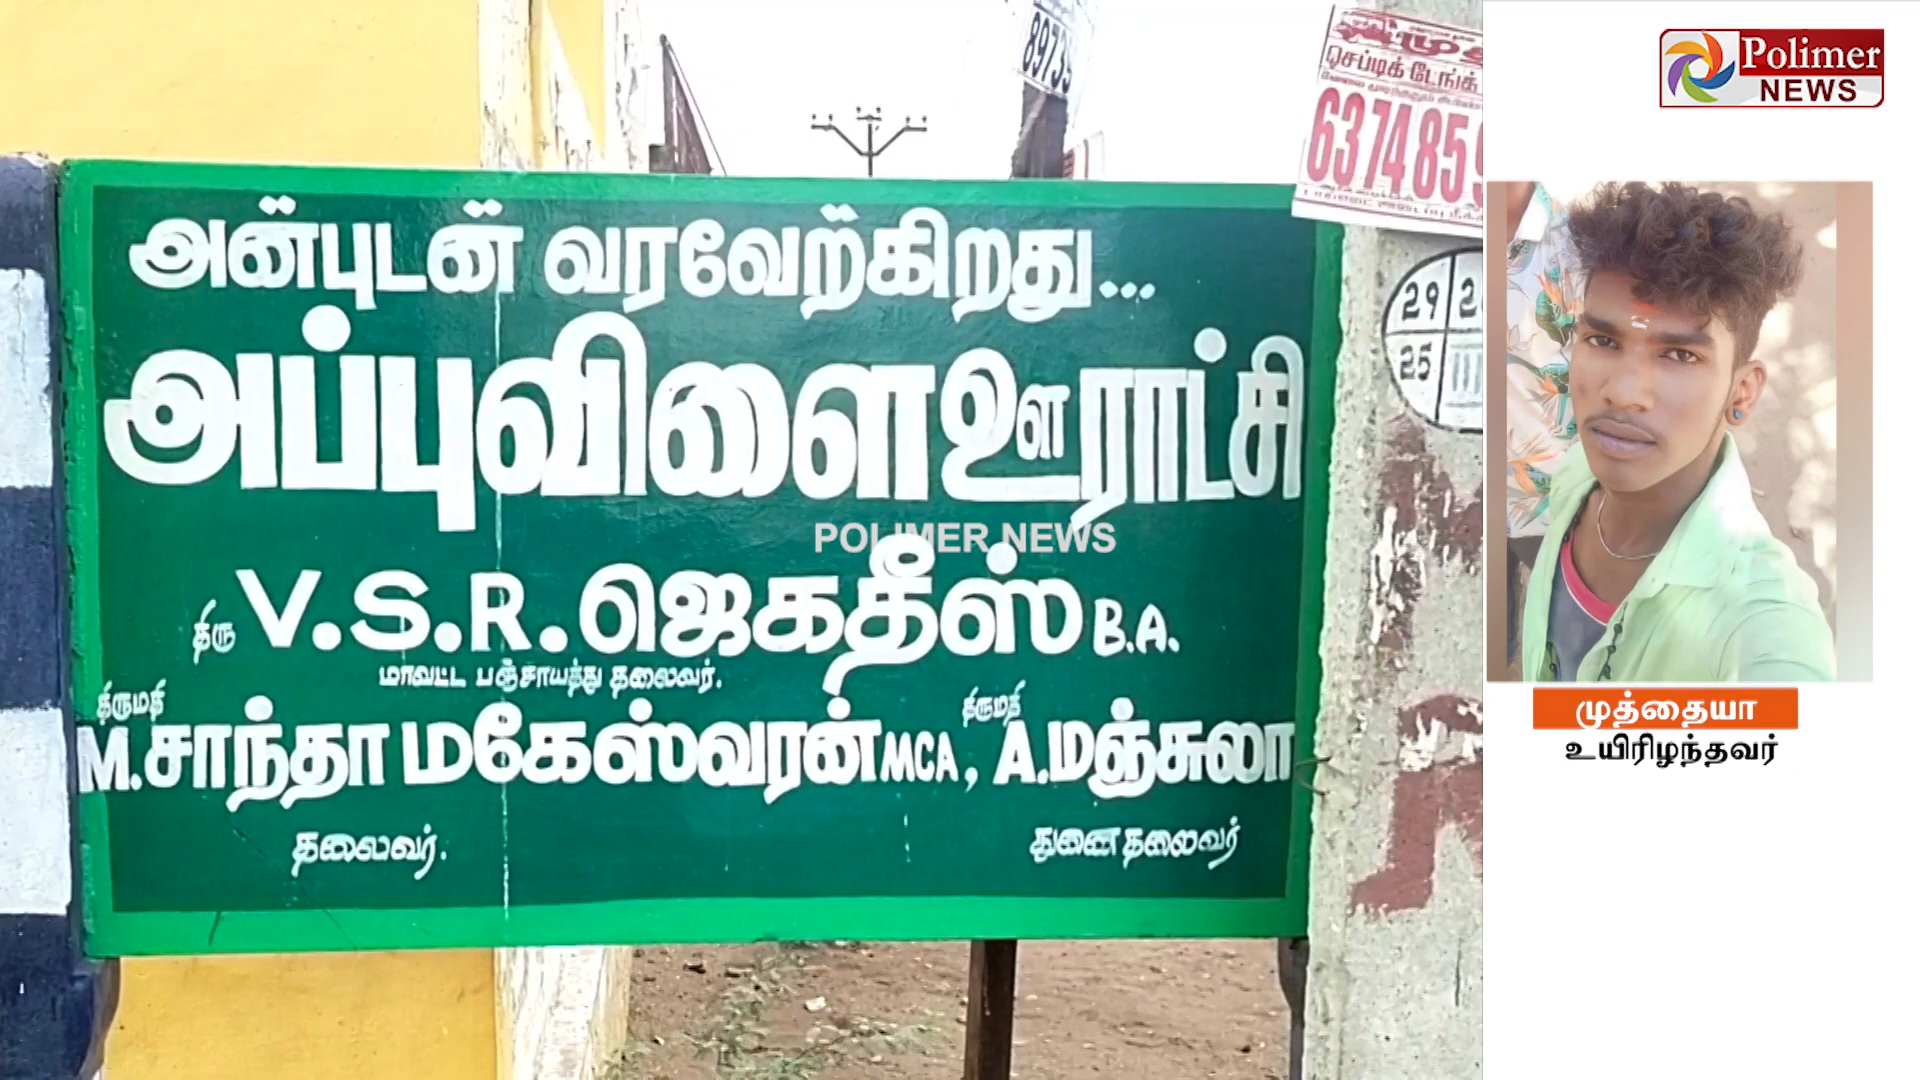 அன்புடன் வரவேற்கிறது...
அப்புவிளை ஊராட்சி
POLIMER NEWS
திரு V.S.R. ஜெகதீஸ் B.A.
மாவட்ட பஞ்சாயத்து தலைவர்.
திருமதி M.சாந்தா மகேஸ்வரன் MCA, திருமதி A.மஞ்சுலா
தலைவர். துணைதலைவர்
8973
செப்டிக் டேங்க்
6374859
29
25
Polimer
NEWS
முத்தையா
உயிரிழந்தவர்